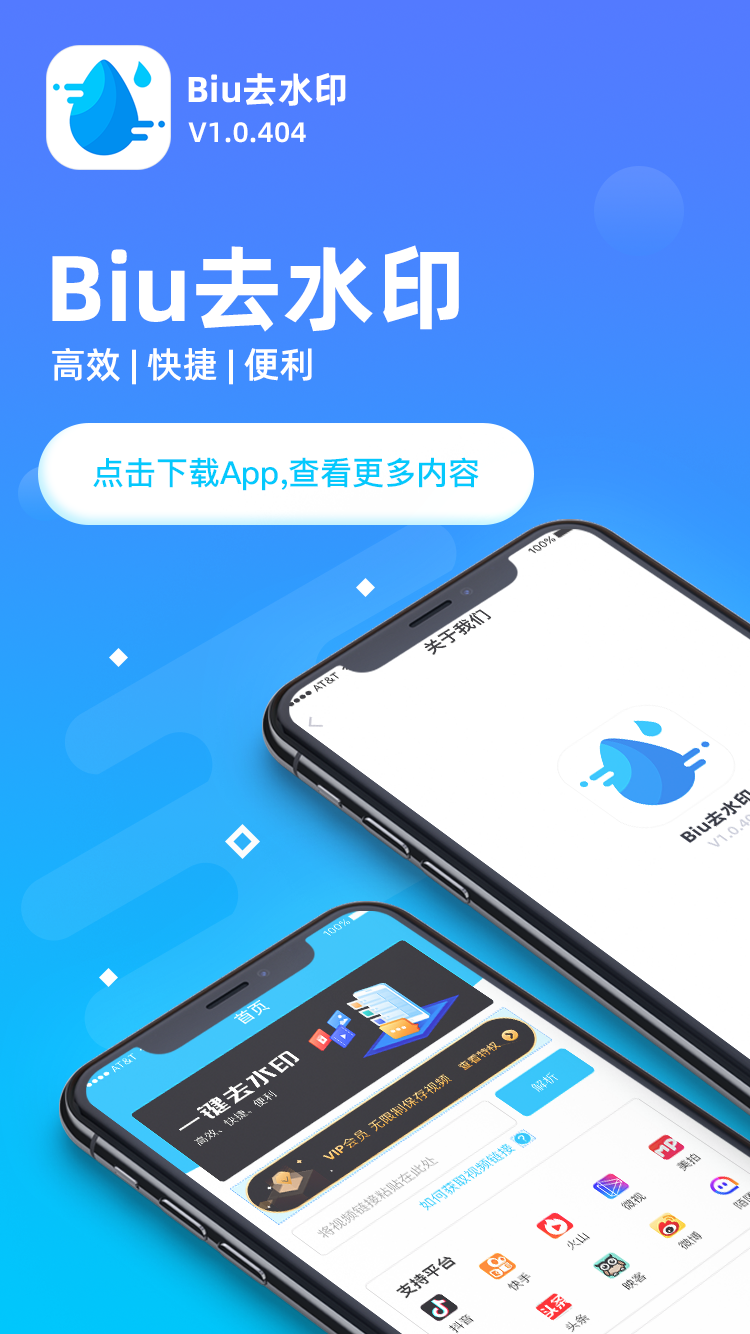 Biu去水印
V1.0.404
Biu去水印
高效 | 快捷 | 便利
点击下载App,查看更多内容
100%
AT&T
关于我们
Biu去水印
100%
AT&T
首页
一键去水印
高效、快捷、便利
VIP会员 无限制保存视频
查看特权
将视频链接粘贴在此处
解析
如何获取视频链接
?
支持平台
抖音
快手
火山
微视
美拍
头条
头条
映客
微博